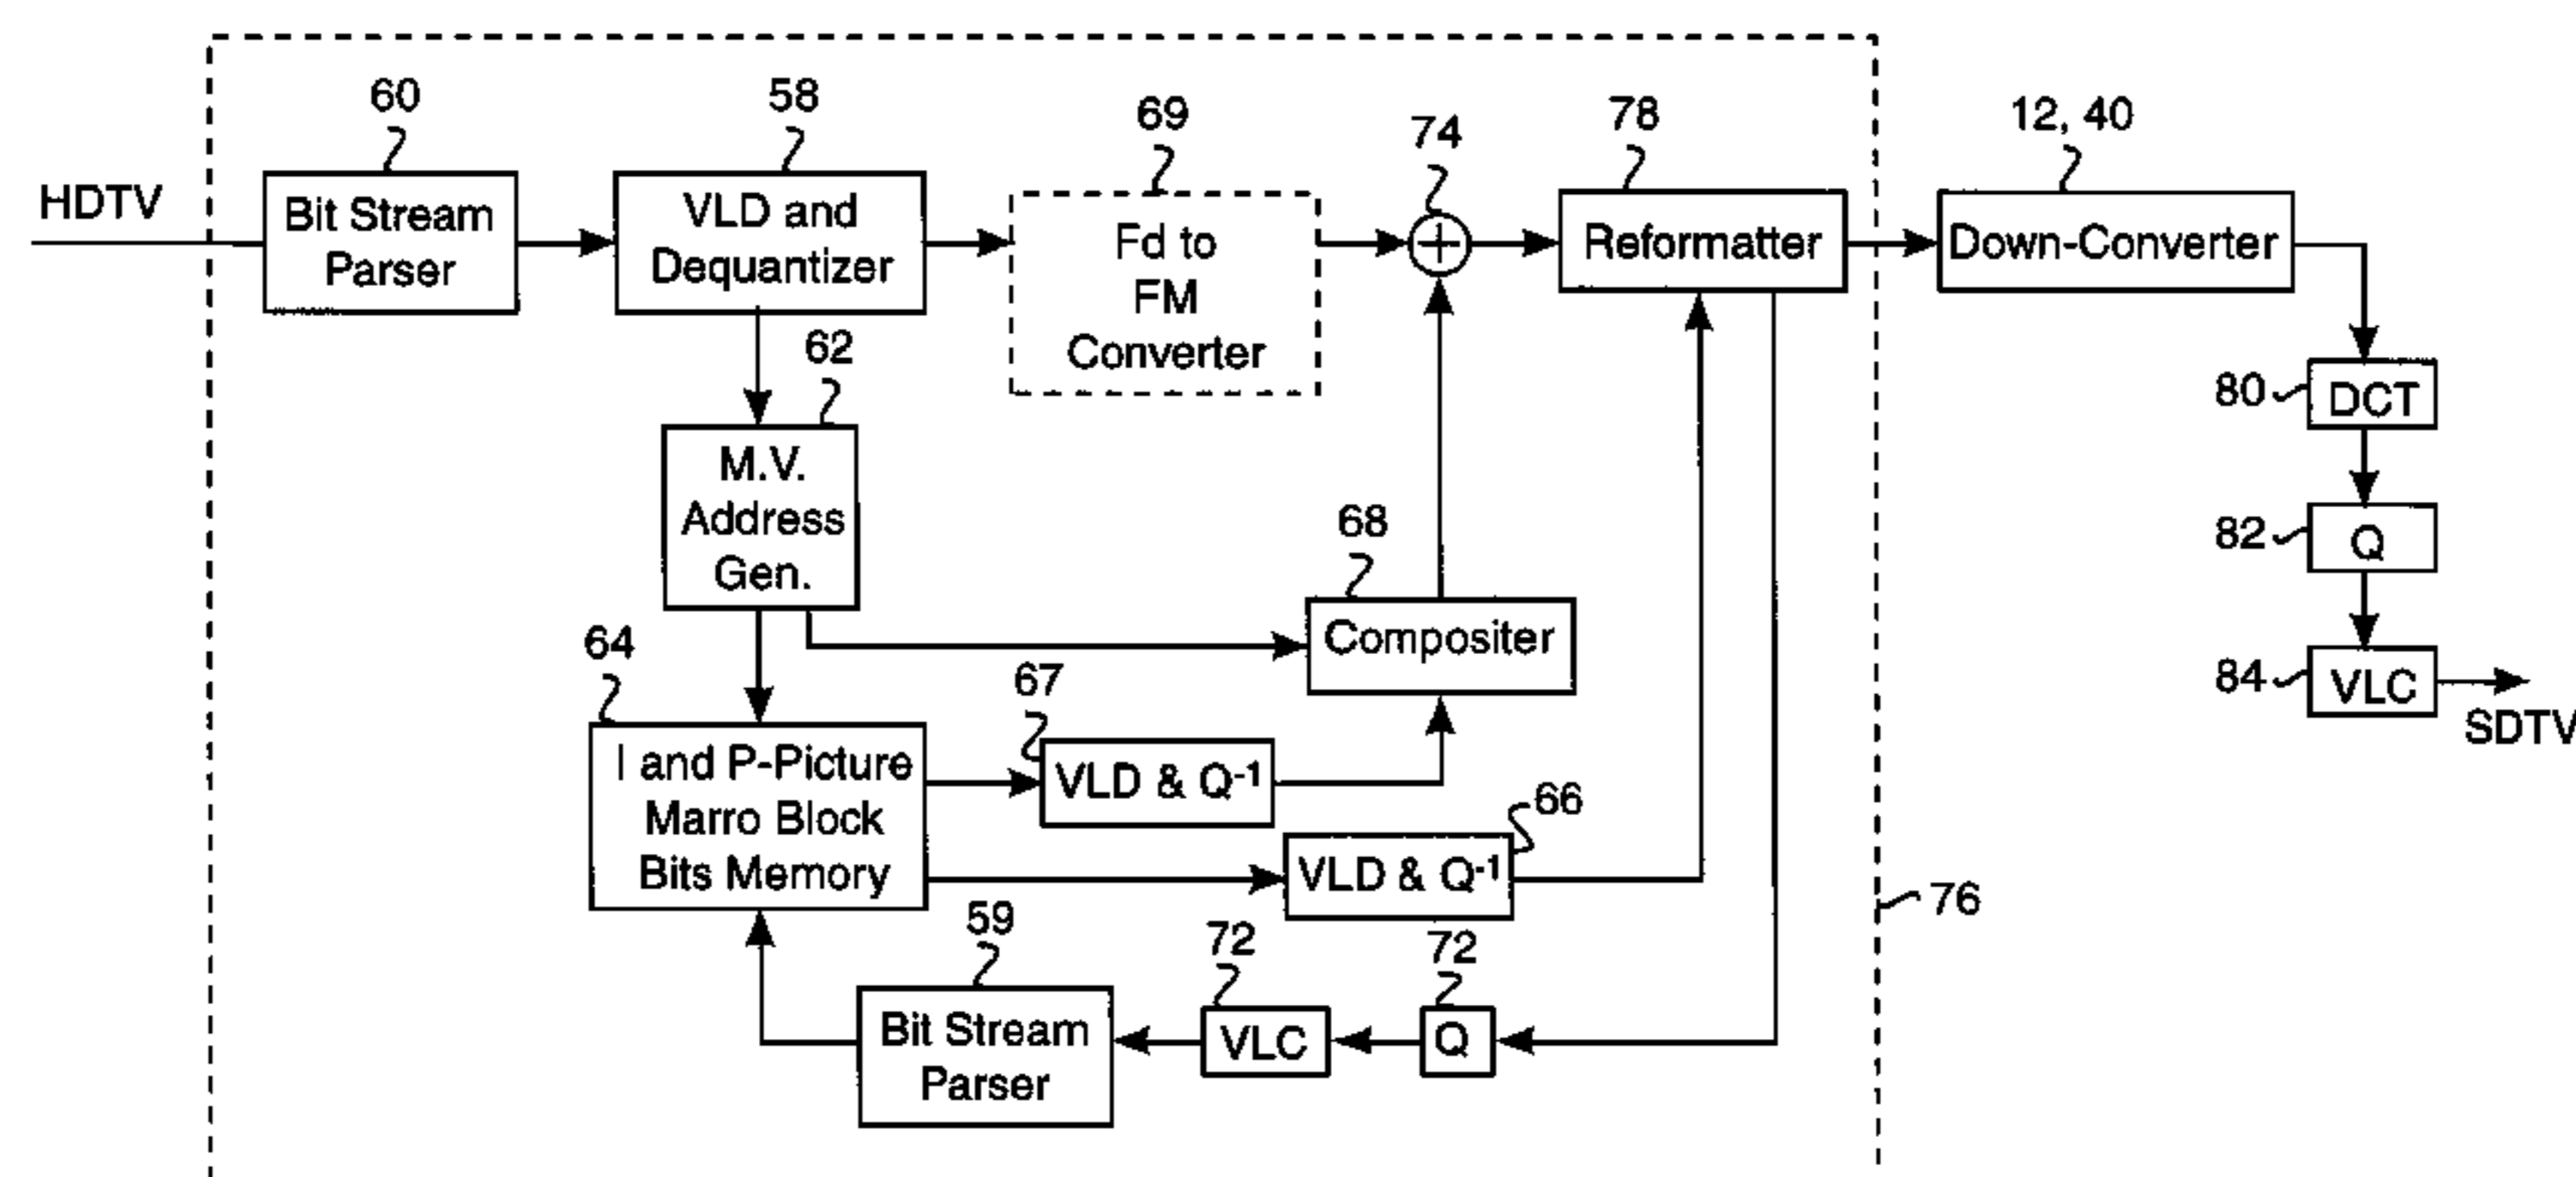 60
58
69
74
78
12, 40
HDTV
Bit Stream
Parser
VLD and
Dequantizer
Fd to
FM
Converter
+
Reformatter
Down-Converter
62
M.V.
Address
Gen.
80
DCT
82
Q
68
Compositer
84
VLC
SDTV
64
I and P-Picture
Marro Block
Bits Memory
67
VLD & Q-1
66
VLD & Q-1
76
59
Bit Stream
Parser
72
VLC
72
Q